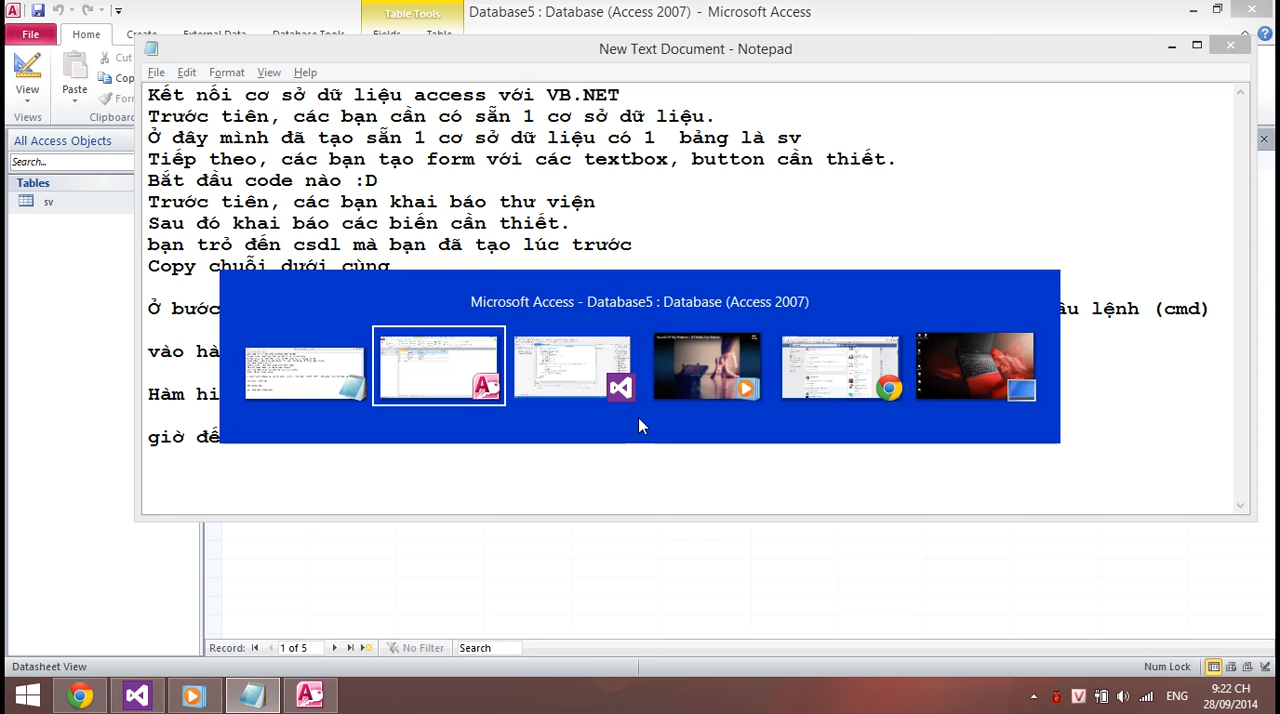 Table Tools
Database5 : Database (Access 2007) - Microsoft Access
File
Home
Create
External Data
Database Tools
Fields
Table
New Text Document - Notepad
View
Paste
Cut
Cop
Form
Views
Clipboard
File Edit Format View Help
All Access Objects
Search...
Tables
sv
Kết nối cơ sở dữ liệu access với VB.NET
Trước tiên, các bạn cần có sẵn 1 cơ sở dữ liệu.
Ở đây mình đã tạo sẵn 1 cơ sở dữ liệu có 1 bảng là sv
Tiếp theo, các bạn tạo form với các textbox, button cần thiết.
Bắt đầu code nào :D
Trước tiên, các bạn khai báo thư viện
Sau đó khai báo các biến cần thiết.
bạn trỏ đến csdl mà bạn đã tạo lúc trước
Copy chuỗi dưới cùng
Ở bước
lệnh (cmd)
vào hà
Hàm hi
giờ đế
Microsoft Access - Database5 : Database (Access 2007)
Record: 1 of 5 No Filter Search
Datasheet View
Num Lock
ENG
9:22 CH
28/09/2014